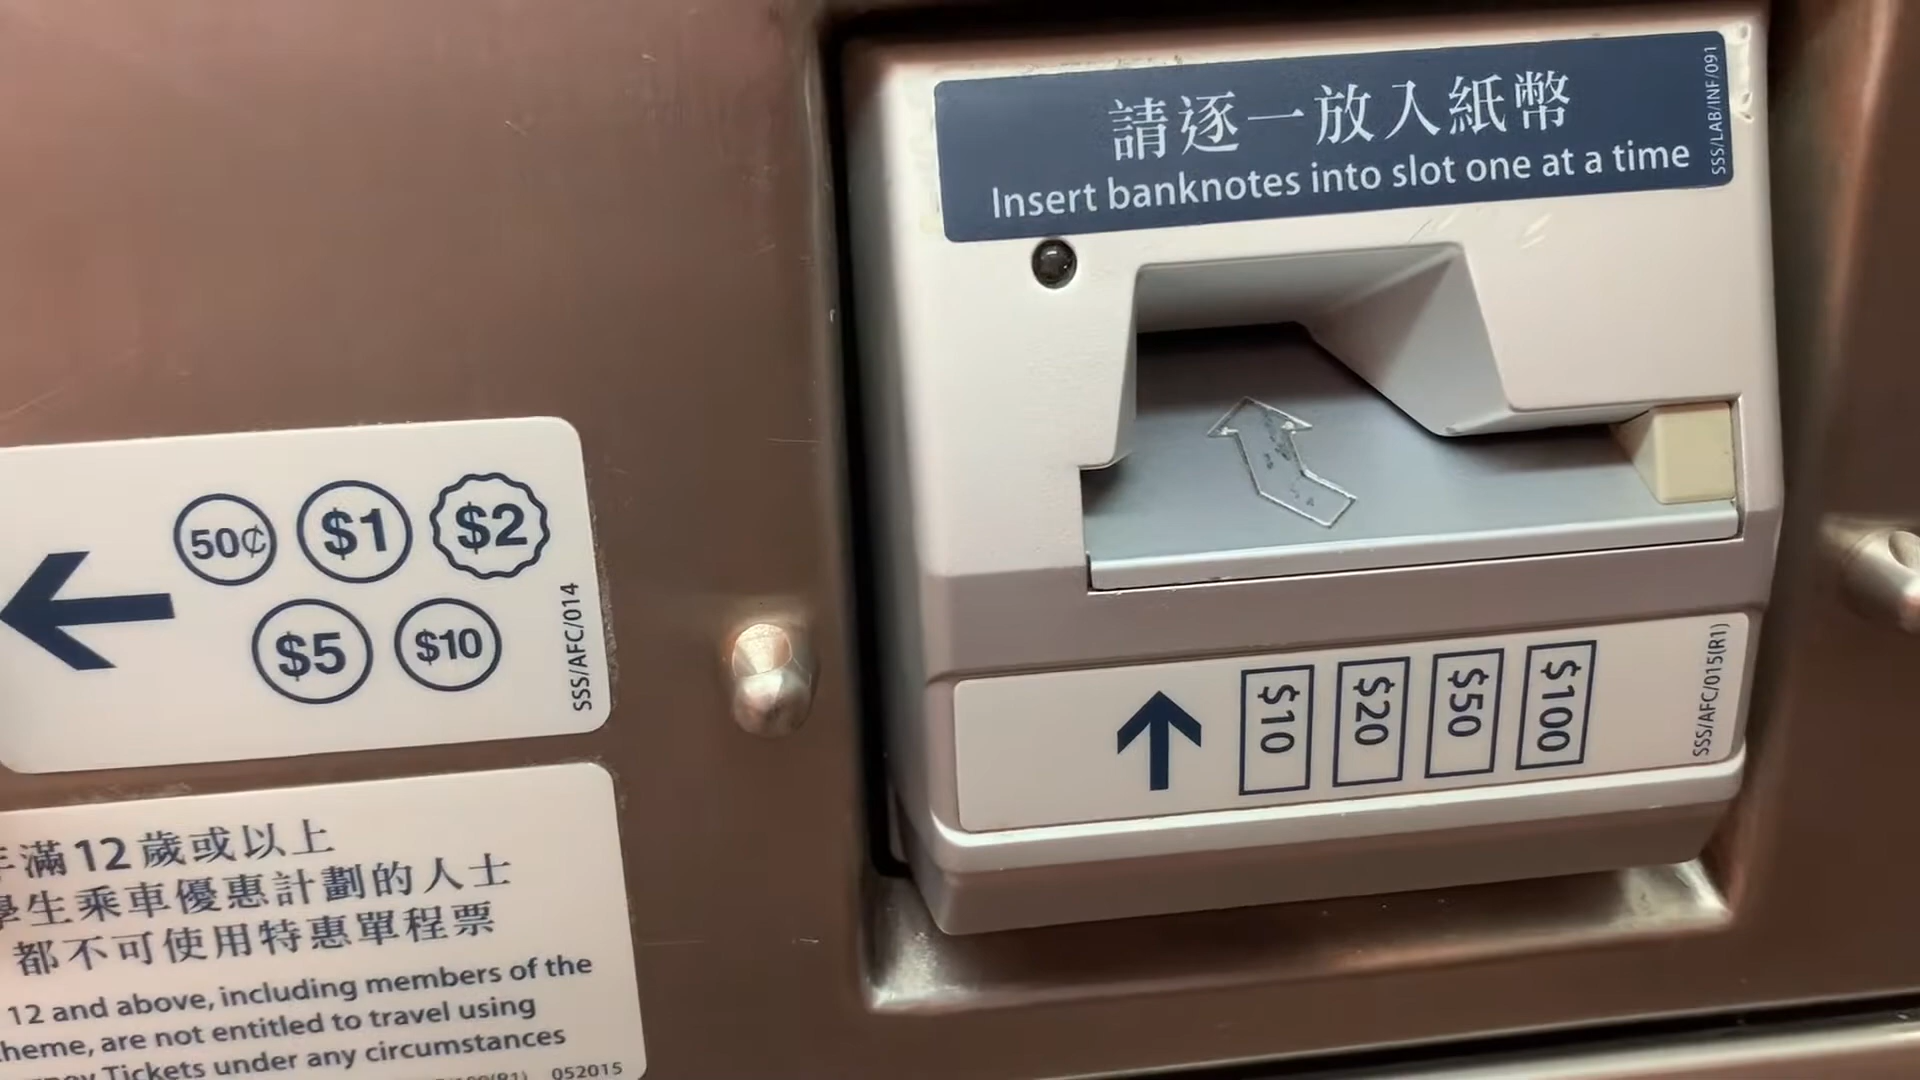 請逐一放入紙幣
Insert banknotes into slot one at a time
SSS/LAB/INF/091
50¢ $1 $2
$5 $10
SSS/AFC/014
$10 $20 $50 $100
SSS/AFC/015(R1)
滿12歲或以上
學生乘車優惠計劃的人士
都不可使用特惠單程票
12 and above, including members of the
heme, are not entitled to travel using
ney Tickets under any circumstances
052015